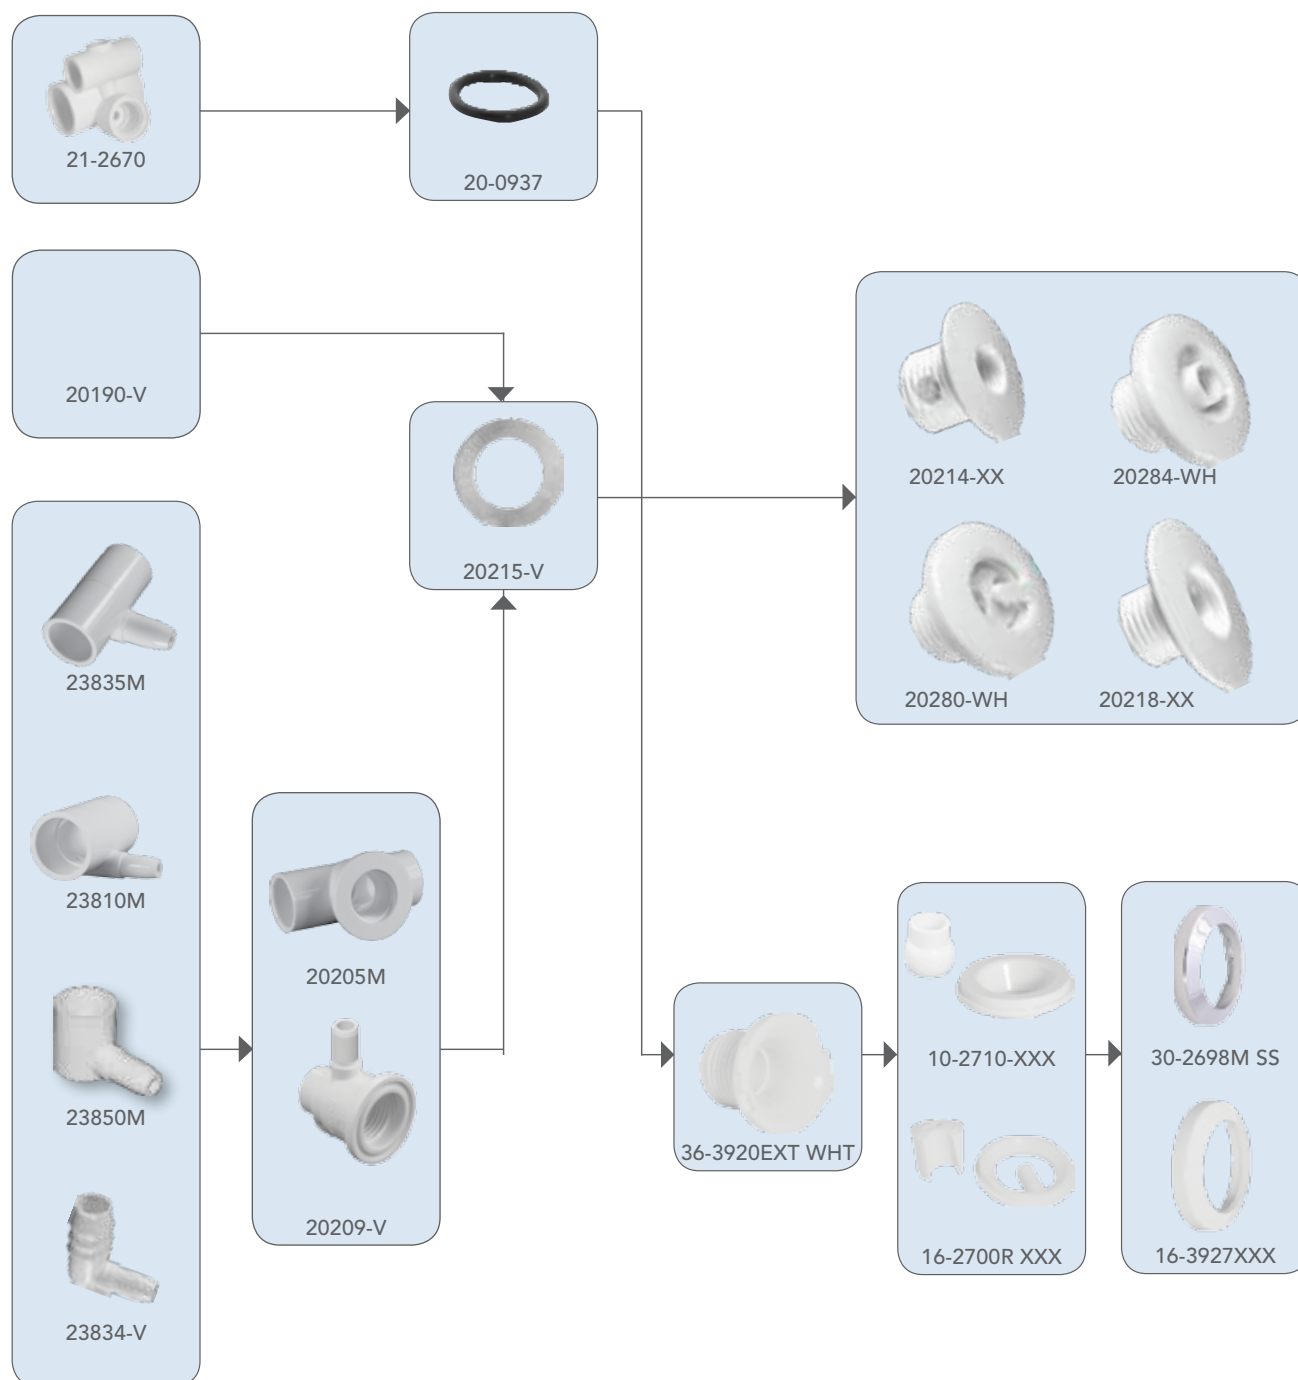 21-2670
20-0937
20190-V
20215-V
20214-XX
20284-WH
20280-WH
20218-XX
23835M
23810M
23850M
23834-V
20205M
20209-V
36-3920EXT WHT
10-2710-XXX
16-2700R XXX
30-2698M SS
16-3927XXX